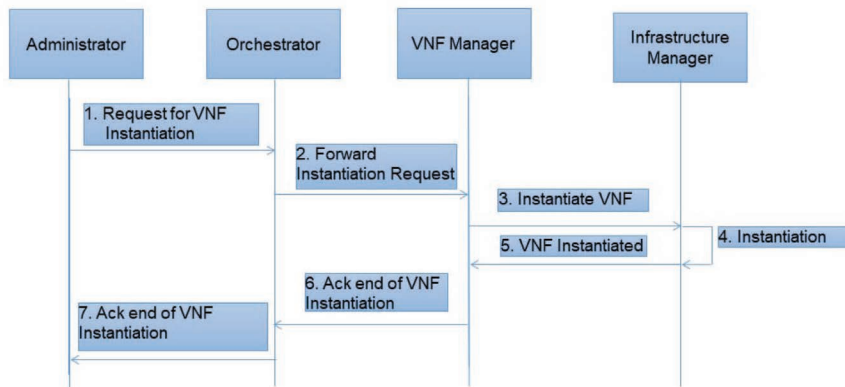 Administrator
Orchestrator
VNF Manager
Infrastructure
Manager
1. Request for VNF
Instantiation
2. Forward
Instantiation Request
3. Instantiate VNF
4. Instantiation
5. VNF Instantiated
6. Ack end of VNF
Instantiation
7. Ack end of VNF
Instantiation